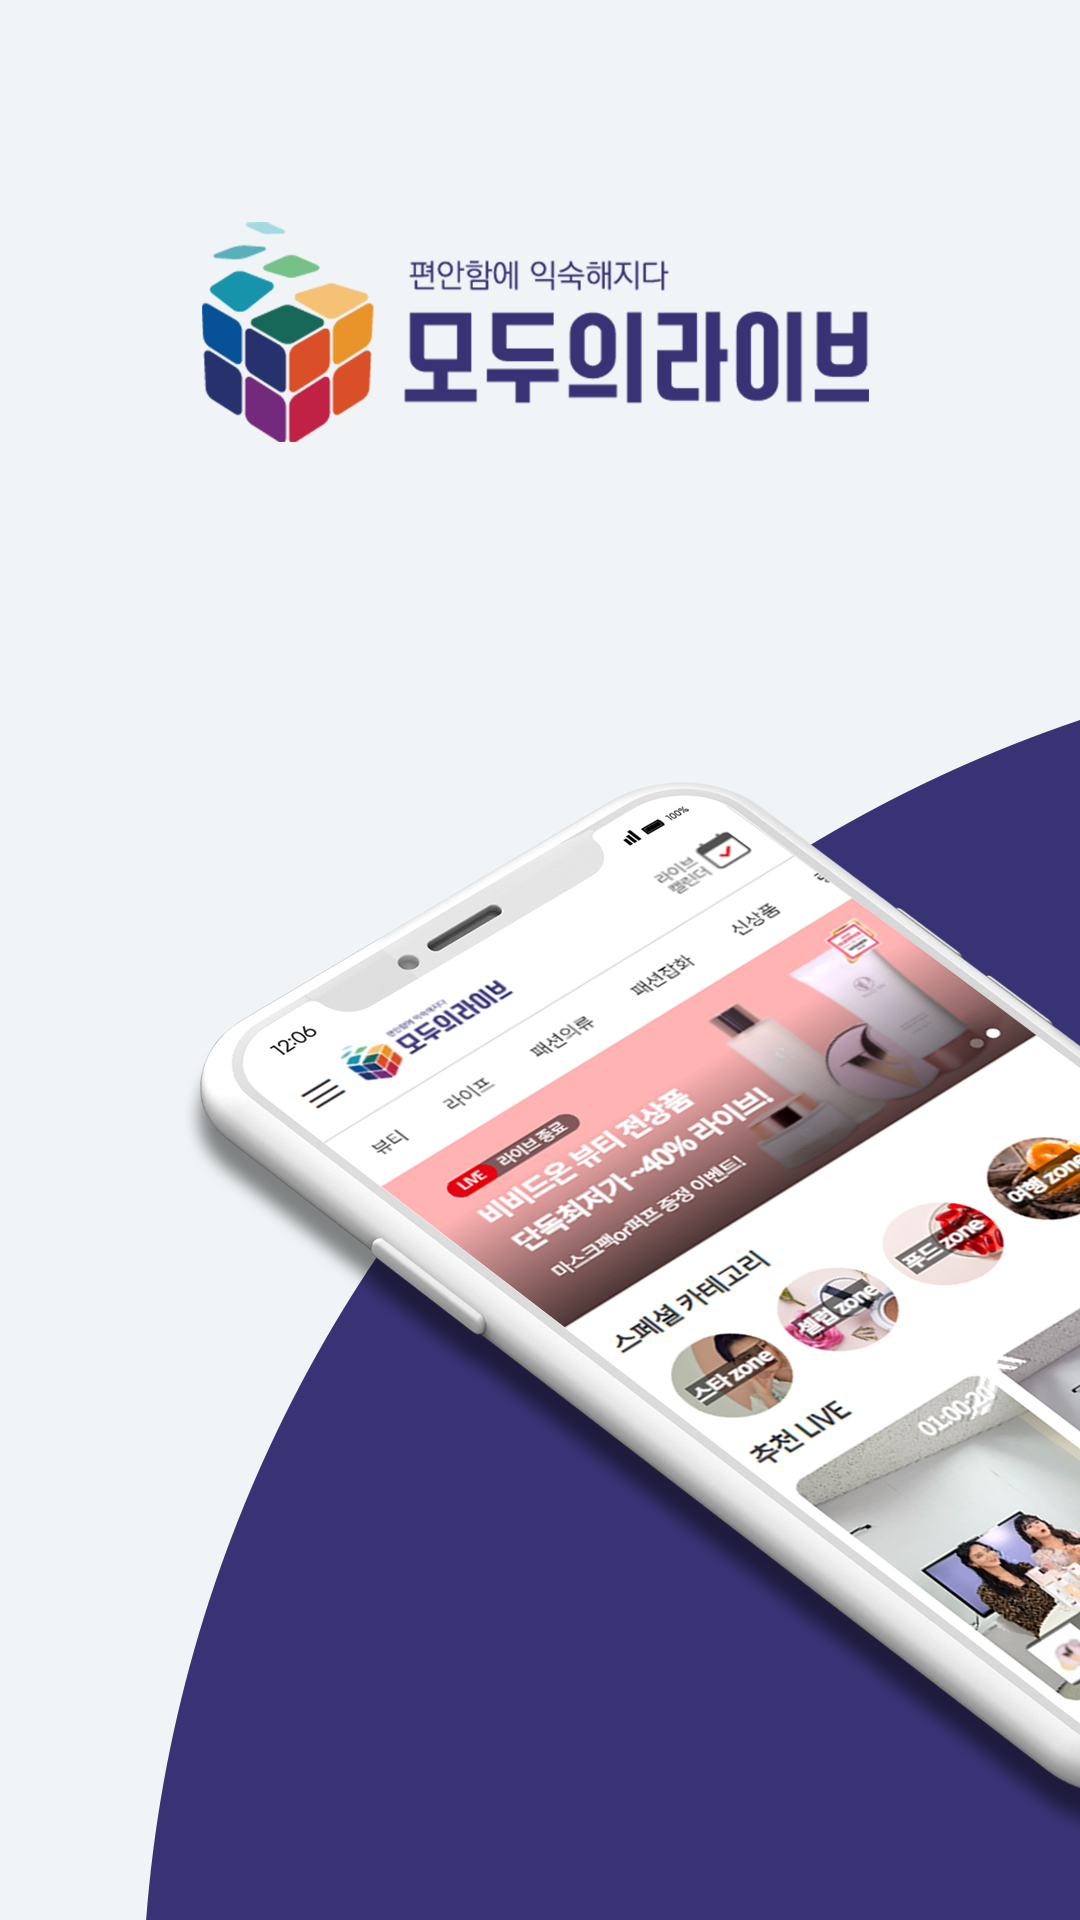 편안함에 익숙해지다
모두의라이브
100%
12:06
라이브
캘린더
편안함에 익숙해지다
모두의라이브
뷰티
라이프
패션의류
패션잡화
신상품
LIVE 라이브 종료
비비드온 뷰티 전상품
단독최저가 ~40% 라이브!
마스크팩or퍼프 증정 이벤트!
스페셜 카테고리
스타 zone
셀럽 zone
푸드 zone
여행 zone
추천 LIVE
01:00:20